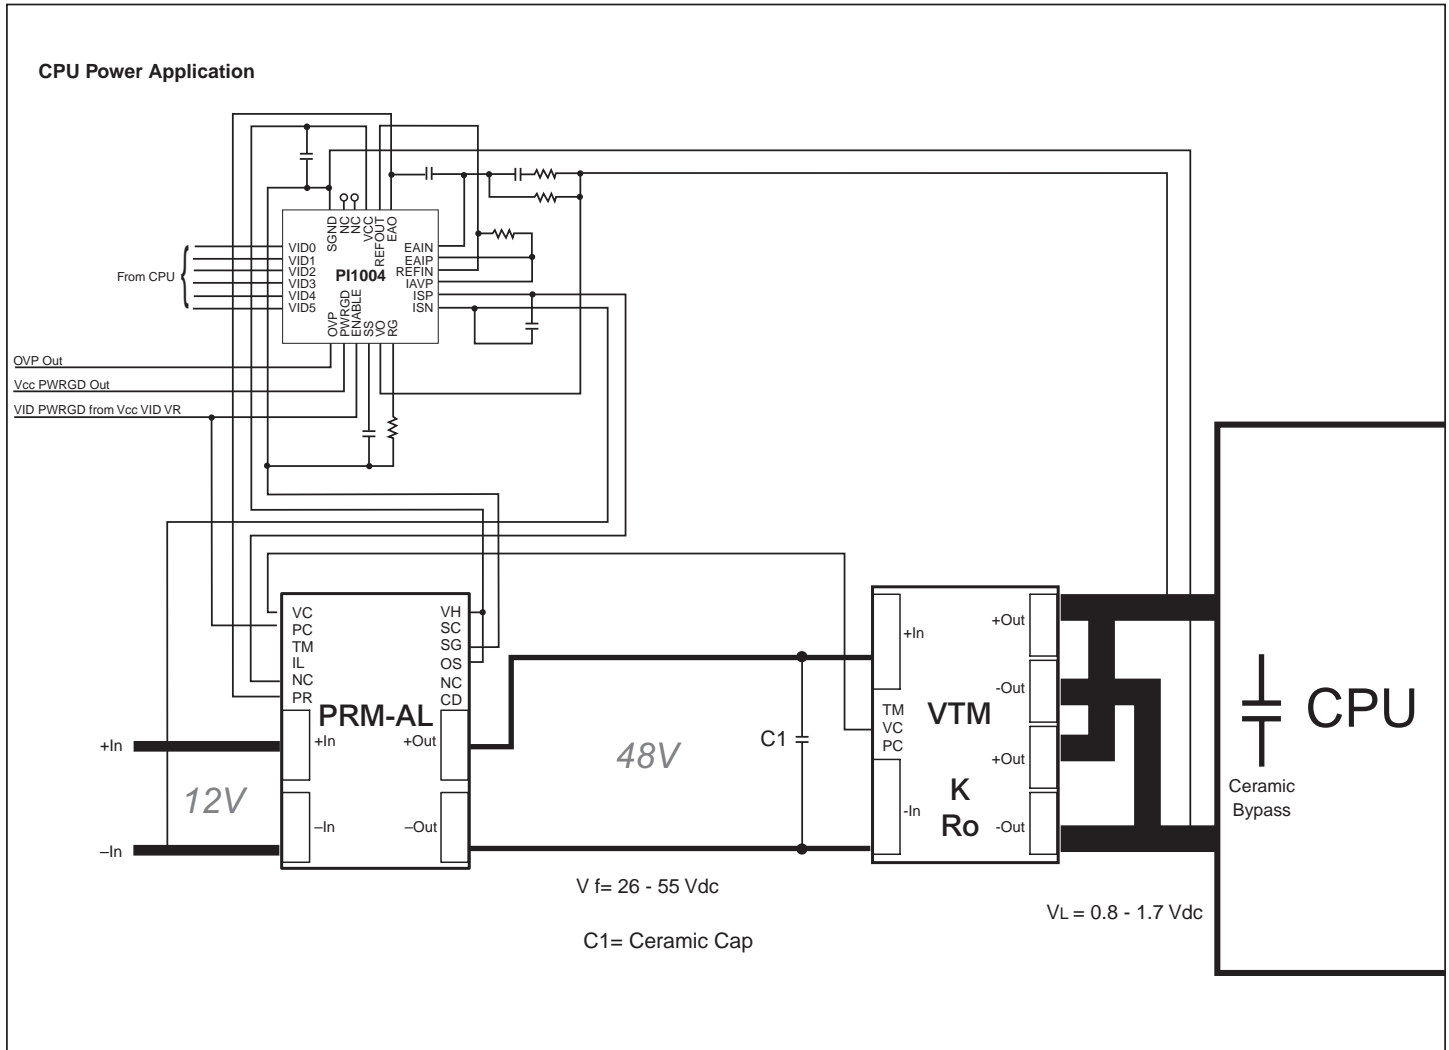 CPU Power Application
SGND
NC
NC
VCC
REFOUT
EAO
VID0
VID1
VID2
VID3
VID4
VID5
From CPU
PI1004
EAIN
EAIP
REFIN
IAVP
ISP
ISN
OVP
PWRGD
ENABLE
SS
VO
RG
OVP Out
Vcc PWRGD Out
VID PWRGD from Vcc VID VR
VC
PC
TM
IL
NC
PR
VH
SC
SG
OS
NC
CD
PRM-AL
+In
+In
+Out
12V
–In
–In
–Out
48V
C1
+In
TM
VC
PC
-In
VTM
K
Ro
+Out
-Out
+Out
-Out
CPU
Ceramic
Bypass
V f= 26 - 55 Vdc
C1= Ceramic Cap
VL = 0.8 - 1.7 Vdc